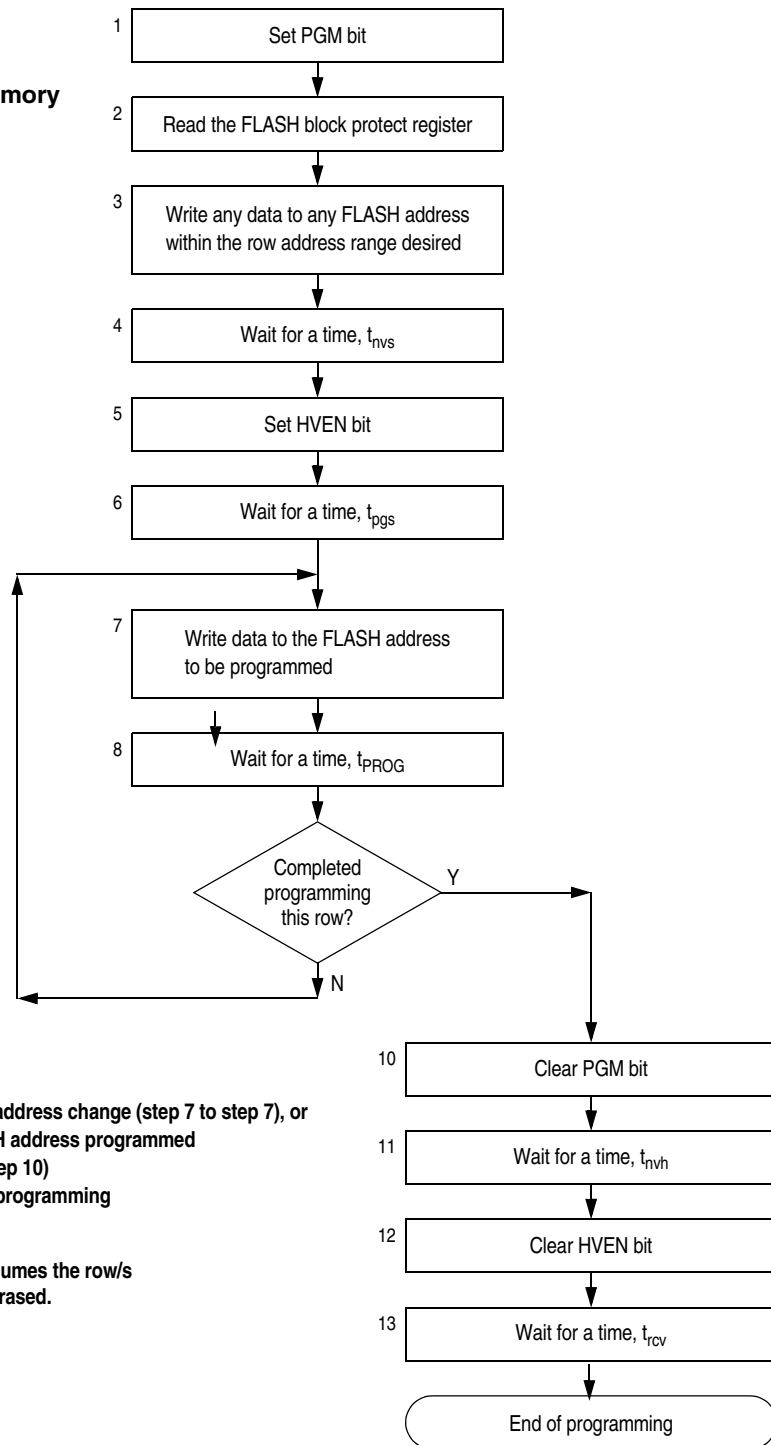 1
Set PGM bit
mory
2
Read the FLASH block protect register
3
Write any data to any FLASH address
within the row address range desired
4
Wait for a time, tnvs
5
Set HVEN bit
6
Wait for a time, tpgs
7
Write data to the FLASH address
to be programmed
8
Wait for a time, tPROG
Completed
programming
this row?
Y
N
10
Clear PGM bit
address change (step 7 to step 7), or
H address programmed
ep 10)
programming
11
Wait for a time, tnvh
12
Clear HVEN bit
umes the row/s
rased.
13
Wait for a time, trcv
End of programming